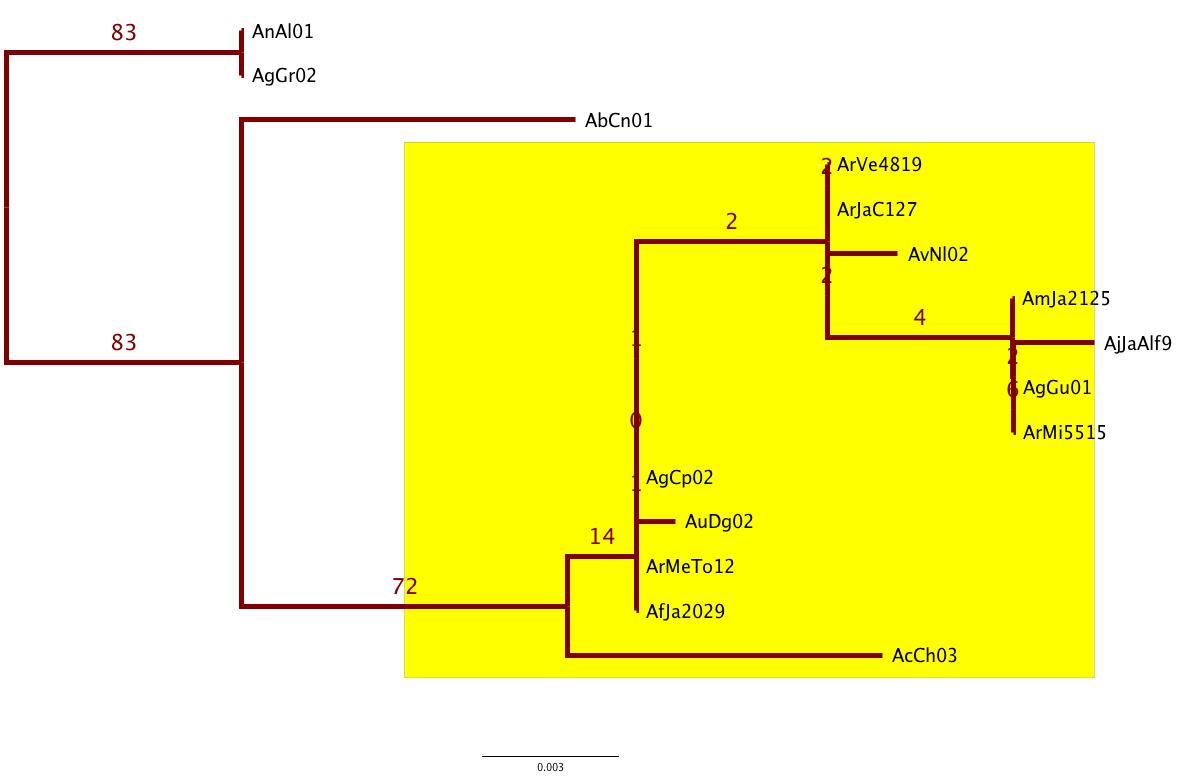 83
AnAl01
AgGr02
AbCn01
2
ArVe4819
ArJaC127
2
AvNl02
2
AmJa2125
4
1
AjJaAlf9
2
6
AgGu01
0
ArMi5515
1
AgCp02
AuDg02
14
ArMeTo12
83
72
AfJa2029
AcCh03
0.003